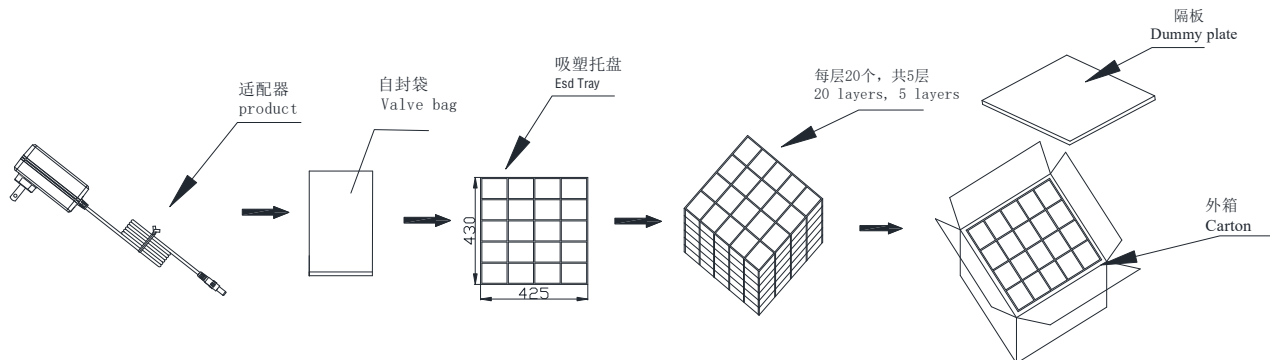 适配器
product
自封袋
Valve bag
吸塑托盘
Esd Tray
430
425
每层20个，共5层
20 layers, 5 layers
隔板
Dummy plate
外箱
Carton